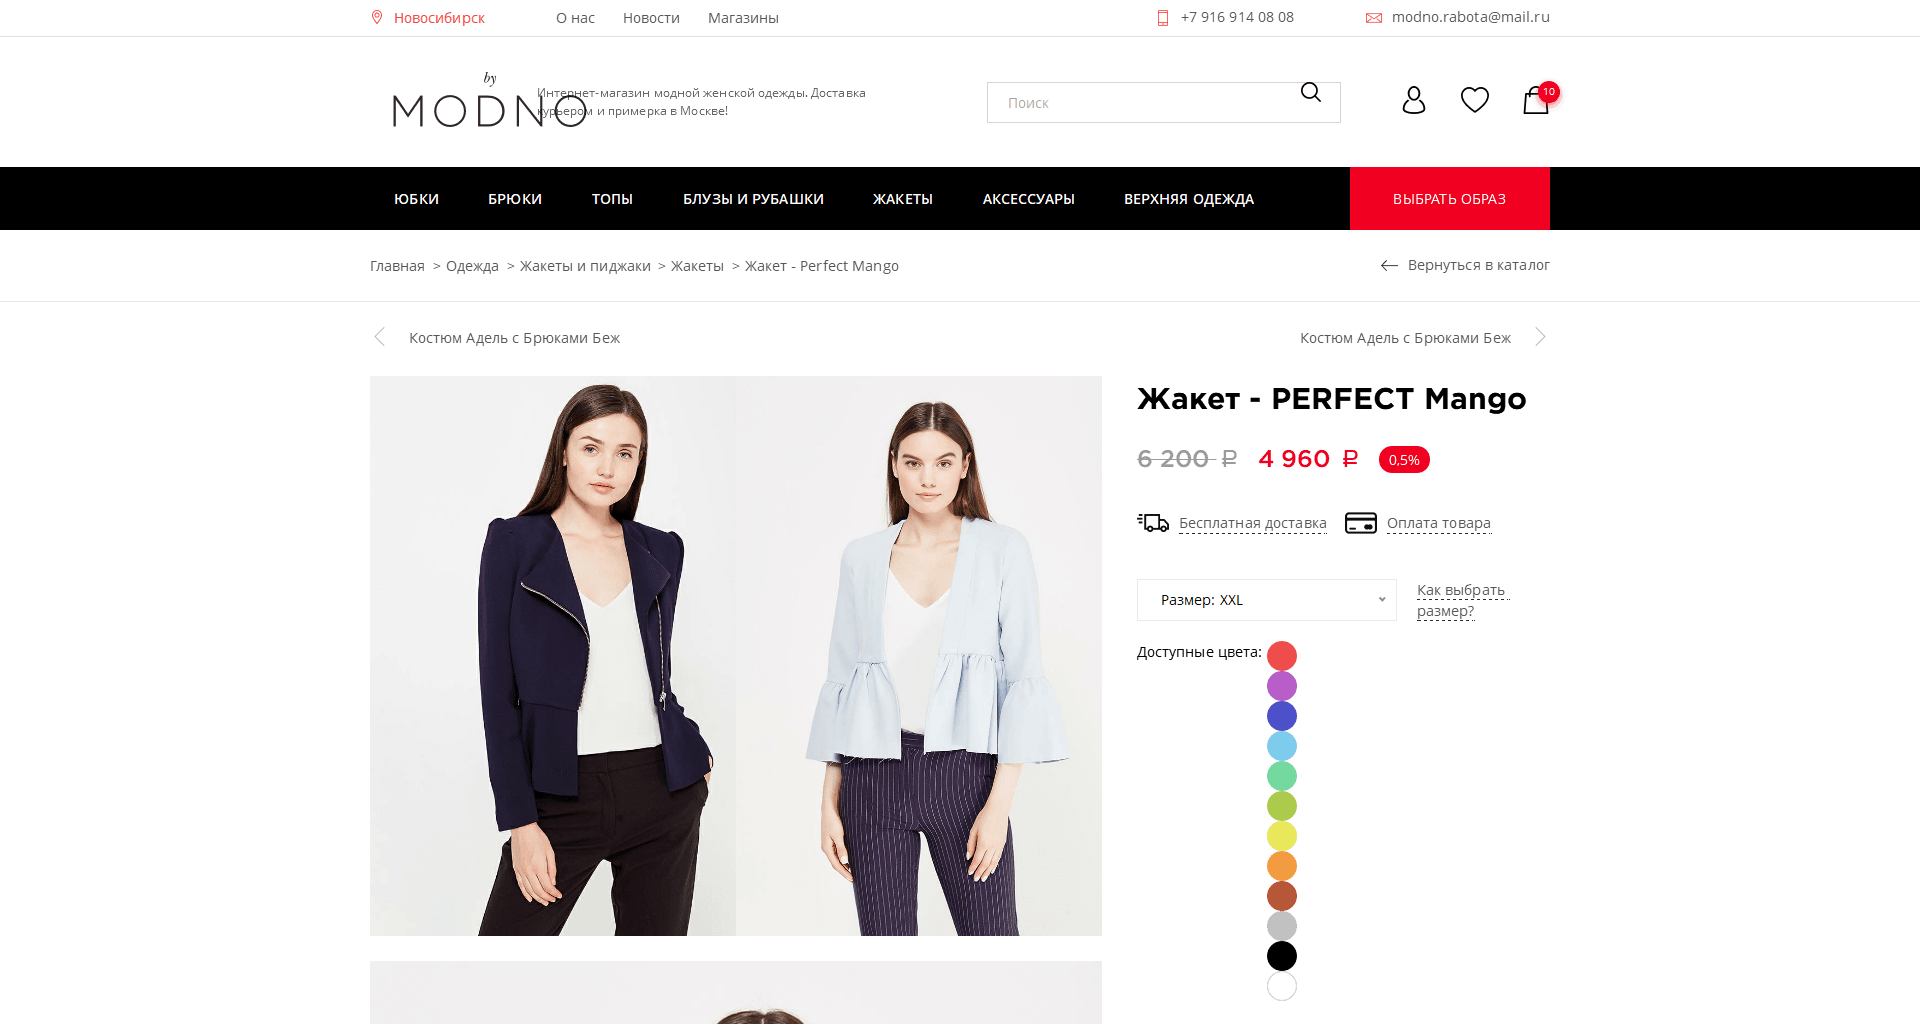 Новосибирск
О нас
Новости
Магазины
+7 916 914 08 08
modno.rabota@mail.ru
by
MODNO
Интернет-магазин модной женской одежды. Доставка
курьером и примерка в Москве!
Поиск
10
ЮБКИ
БРЮКИ
ТОПЫ
БЛУЗЫ И РУБАШКИ
ЖАКЕТЫ
АКСЕССУАРЫ
ВЕРХНЯЯ ОДЕЖДА
ВЫБРАТЬ ОБРАЗ
Главная > Одежда > Жакеты и пиджаки > Жакеты > Жакет - Perfect Mango
Вернуться в каталог
Костюм Адель с Брюками Беж
Костюм Адель с Брюками Беж
Жакет - PERFECT Mango
6 200 ₽ 4 960 ₽ 0,5%
Бесплатная доставка
Оплата товара
Размер: XXL
Как выбрать
размер?
Доступные цвета: